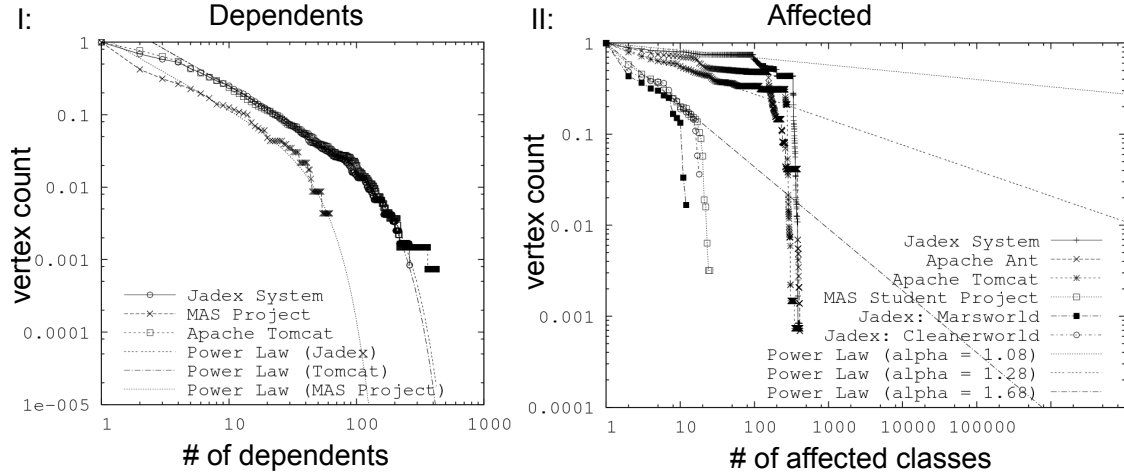 I:
Dependents
1
0.1
0.01
0.001
0.0001
1e-005
vertex count
Jadex System
MAS Project
Apache Tomcat
Power Law (Jadex)
Power Law (Tomcat)
Power Law (MAS Project)
1 10 100 1000
# of dependents
II:
Affected
1
0.1
0.01
0.001
0.0001
vertex count
Jadex System
Apache Ant
Apache Tomcat
MAS Student Project
Jadex: Marsworld
Jadex: Cleanerworld
Power Law (alpha = 1.08)
Power Law (alpha = 1.28)
Power Law (alpha = 1.68)
1 10 100 1000 10000 100000
# of affected classes